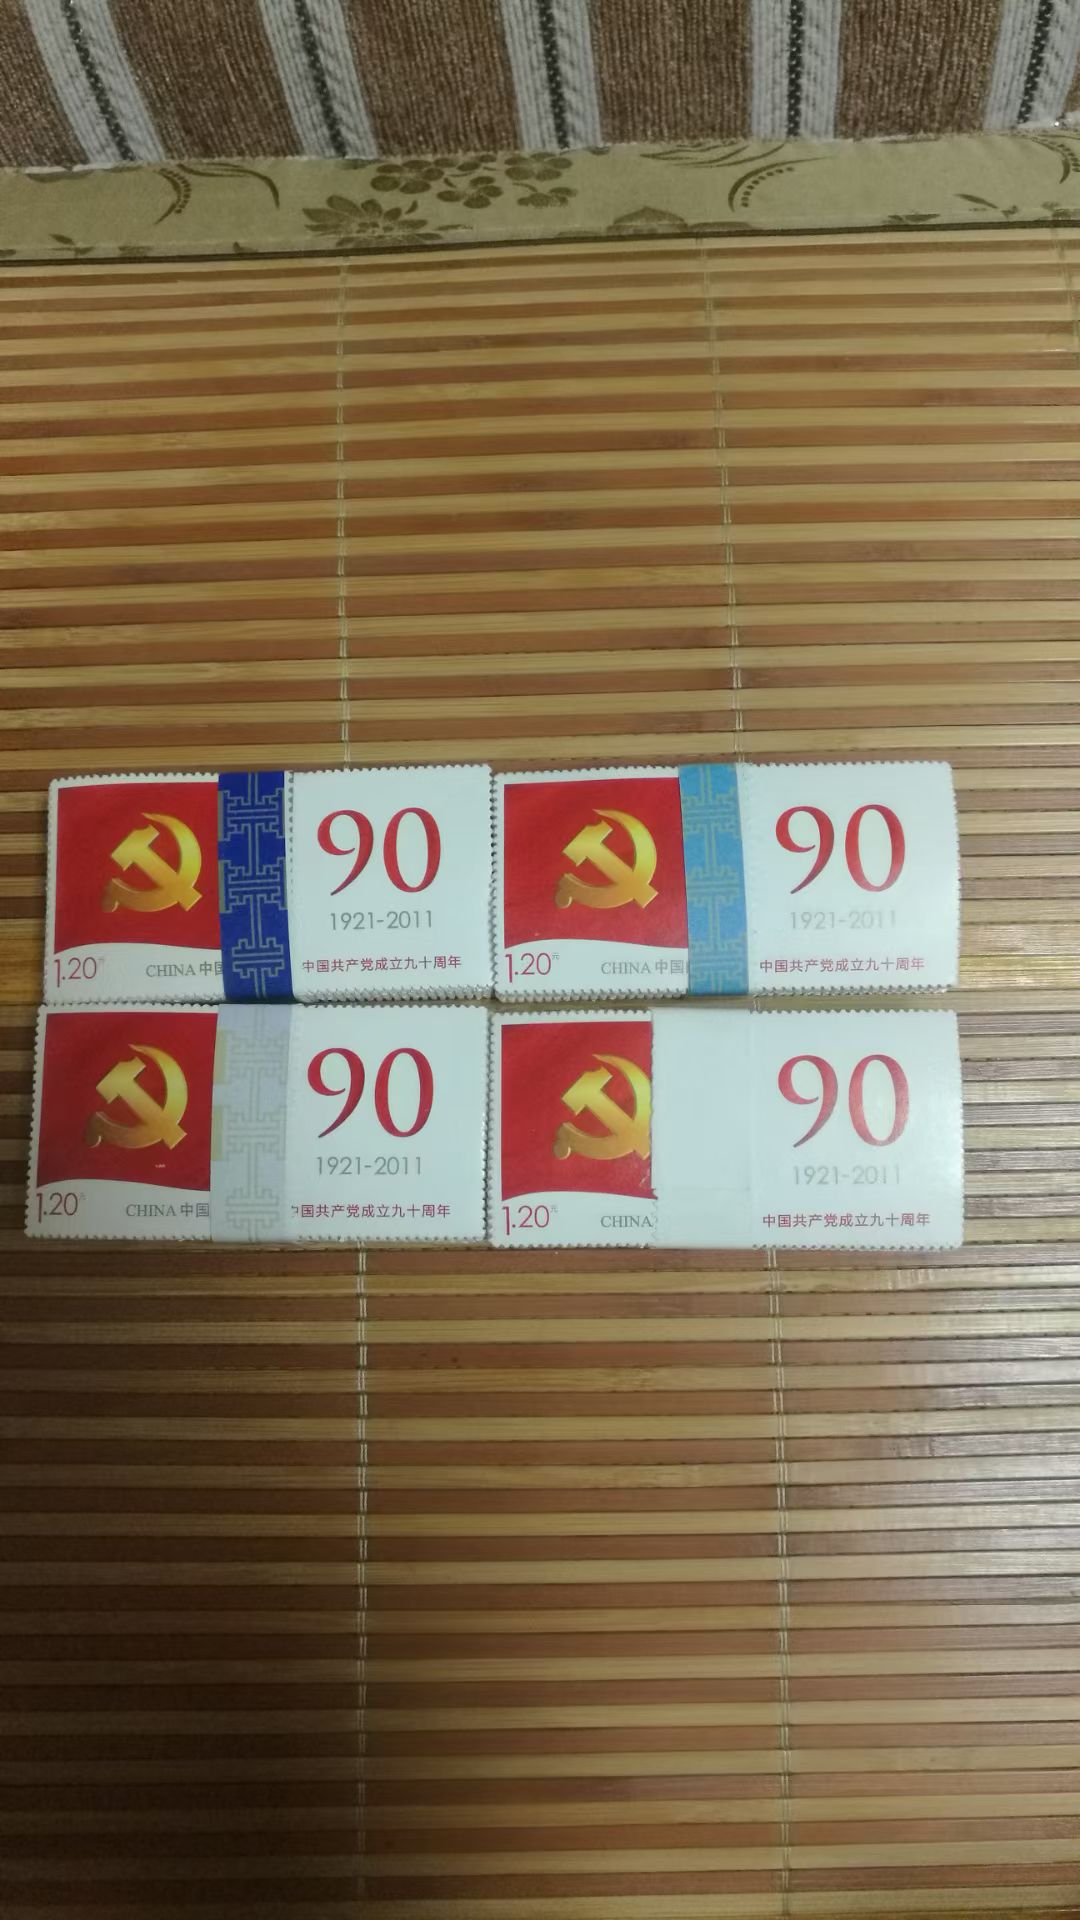 90
1921-2011
1.20元
CHINA 中国
中国共产党成立九十周年
90
1921-2011
1.20元
CHINA 中国
中国共产党成立九十周年
90
1921-2011
1.20元
CHINA 中国
国共产党成立九十周年
90
1921-2011
1.20元
CHINA
中国共产党成立九十周年